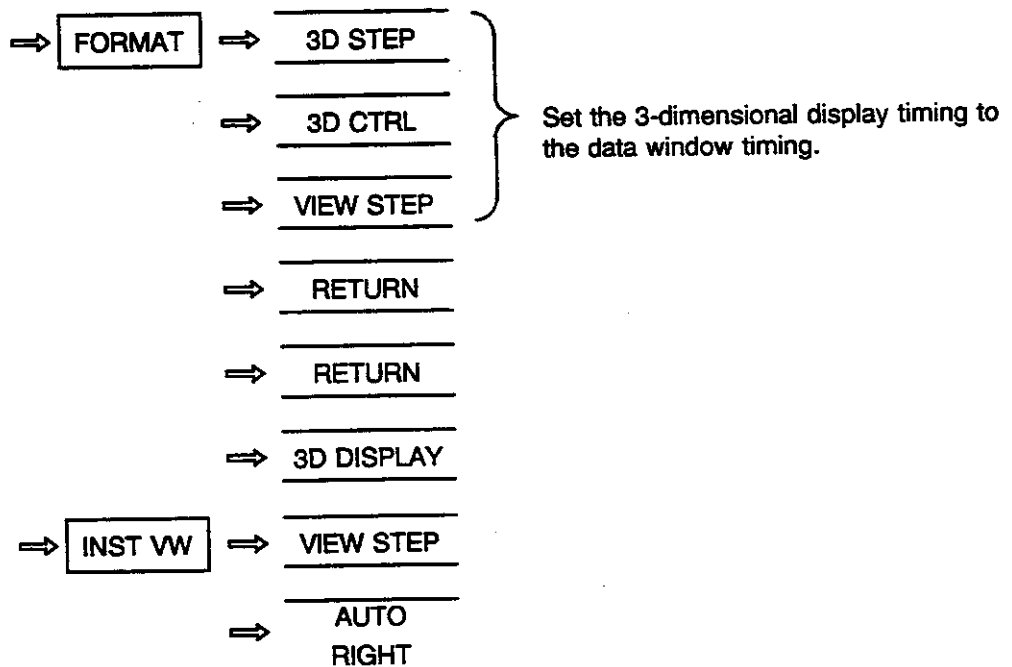 FORMAT 3D STEP
3D CTRL
Set the 3-dimensional display timing to
the data window timing.
VIEW STEP
RETURN
RETURN
3D DISPLAY
INST VW VIEW STEP
AUTO
RIGHT